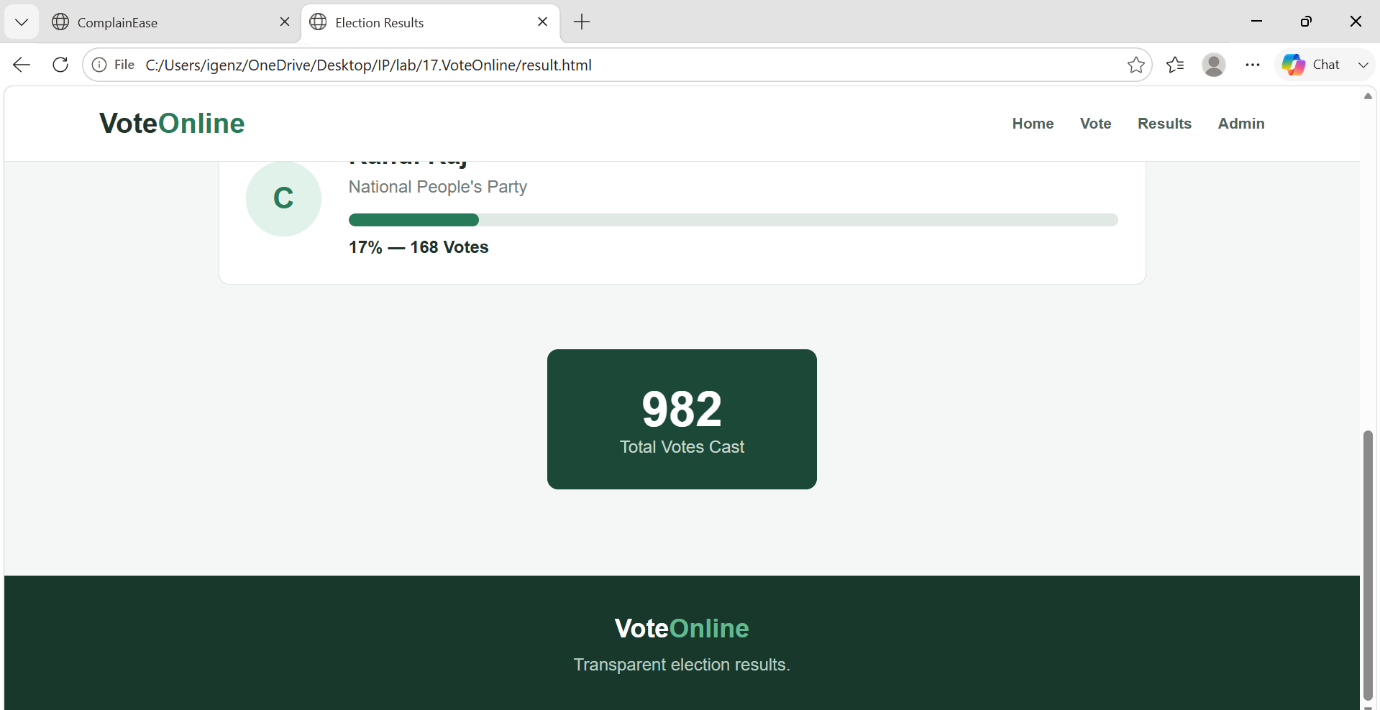 ComplainEase
Election Results
File C:/Users/igenz/OneDrive/Desktop/IP/lab/17.VoteOnline/result.html
Chat
VoteOnline
Home Vote Results Admin
C
National People's Party
17% — 168 Votes
982
Total Votes Cast
VoteOnline
Transparent election results.